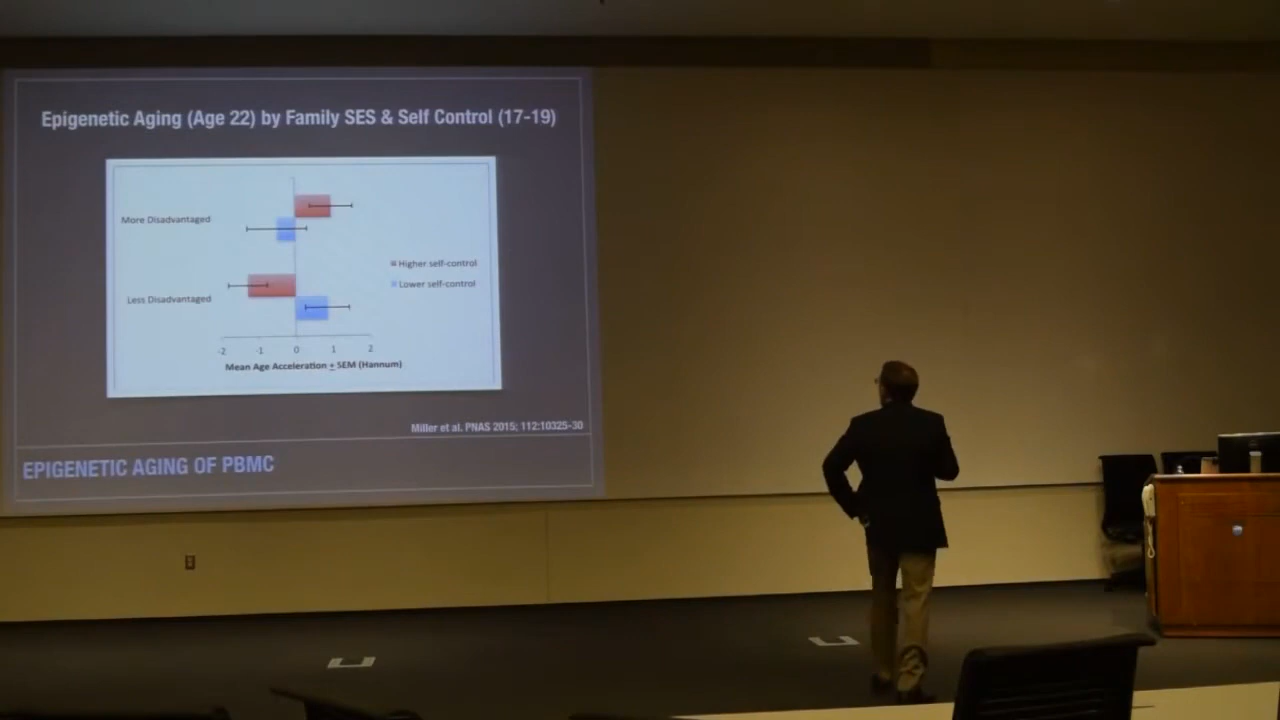 Epigenetic Aging (Age 22) by Family SES & Self Control (17-19)
More Disadvantaged
Higher self-control
Lower self-control
Less Disadvantaged
-2 -1 0 1 2
Mean Age Acceleration ± SEM (Hannum)
Miller et al. PNAS 2015; 112:10325-30
EPIGENETIC AGING OF PBMC